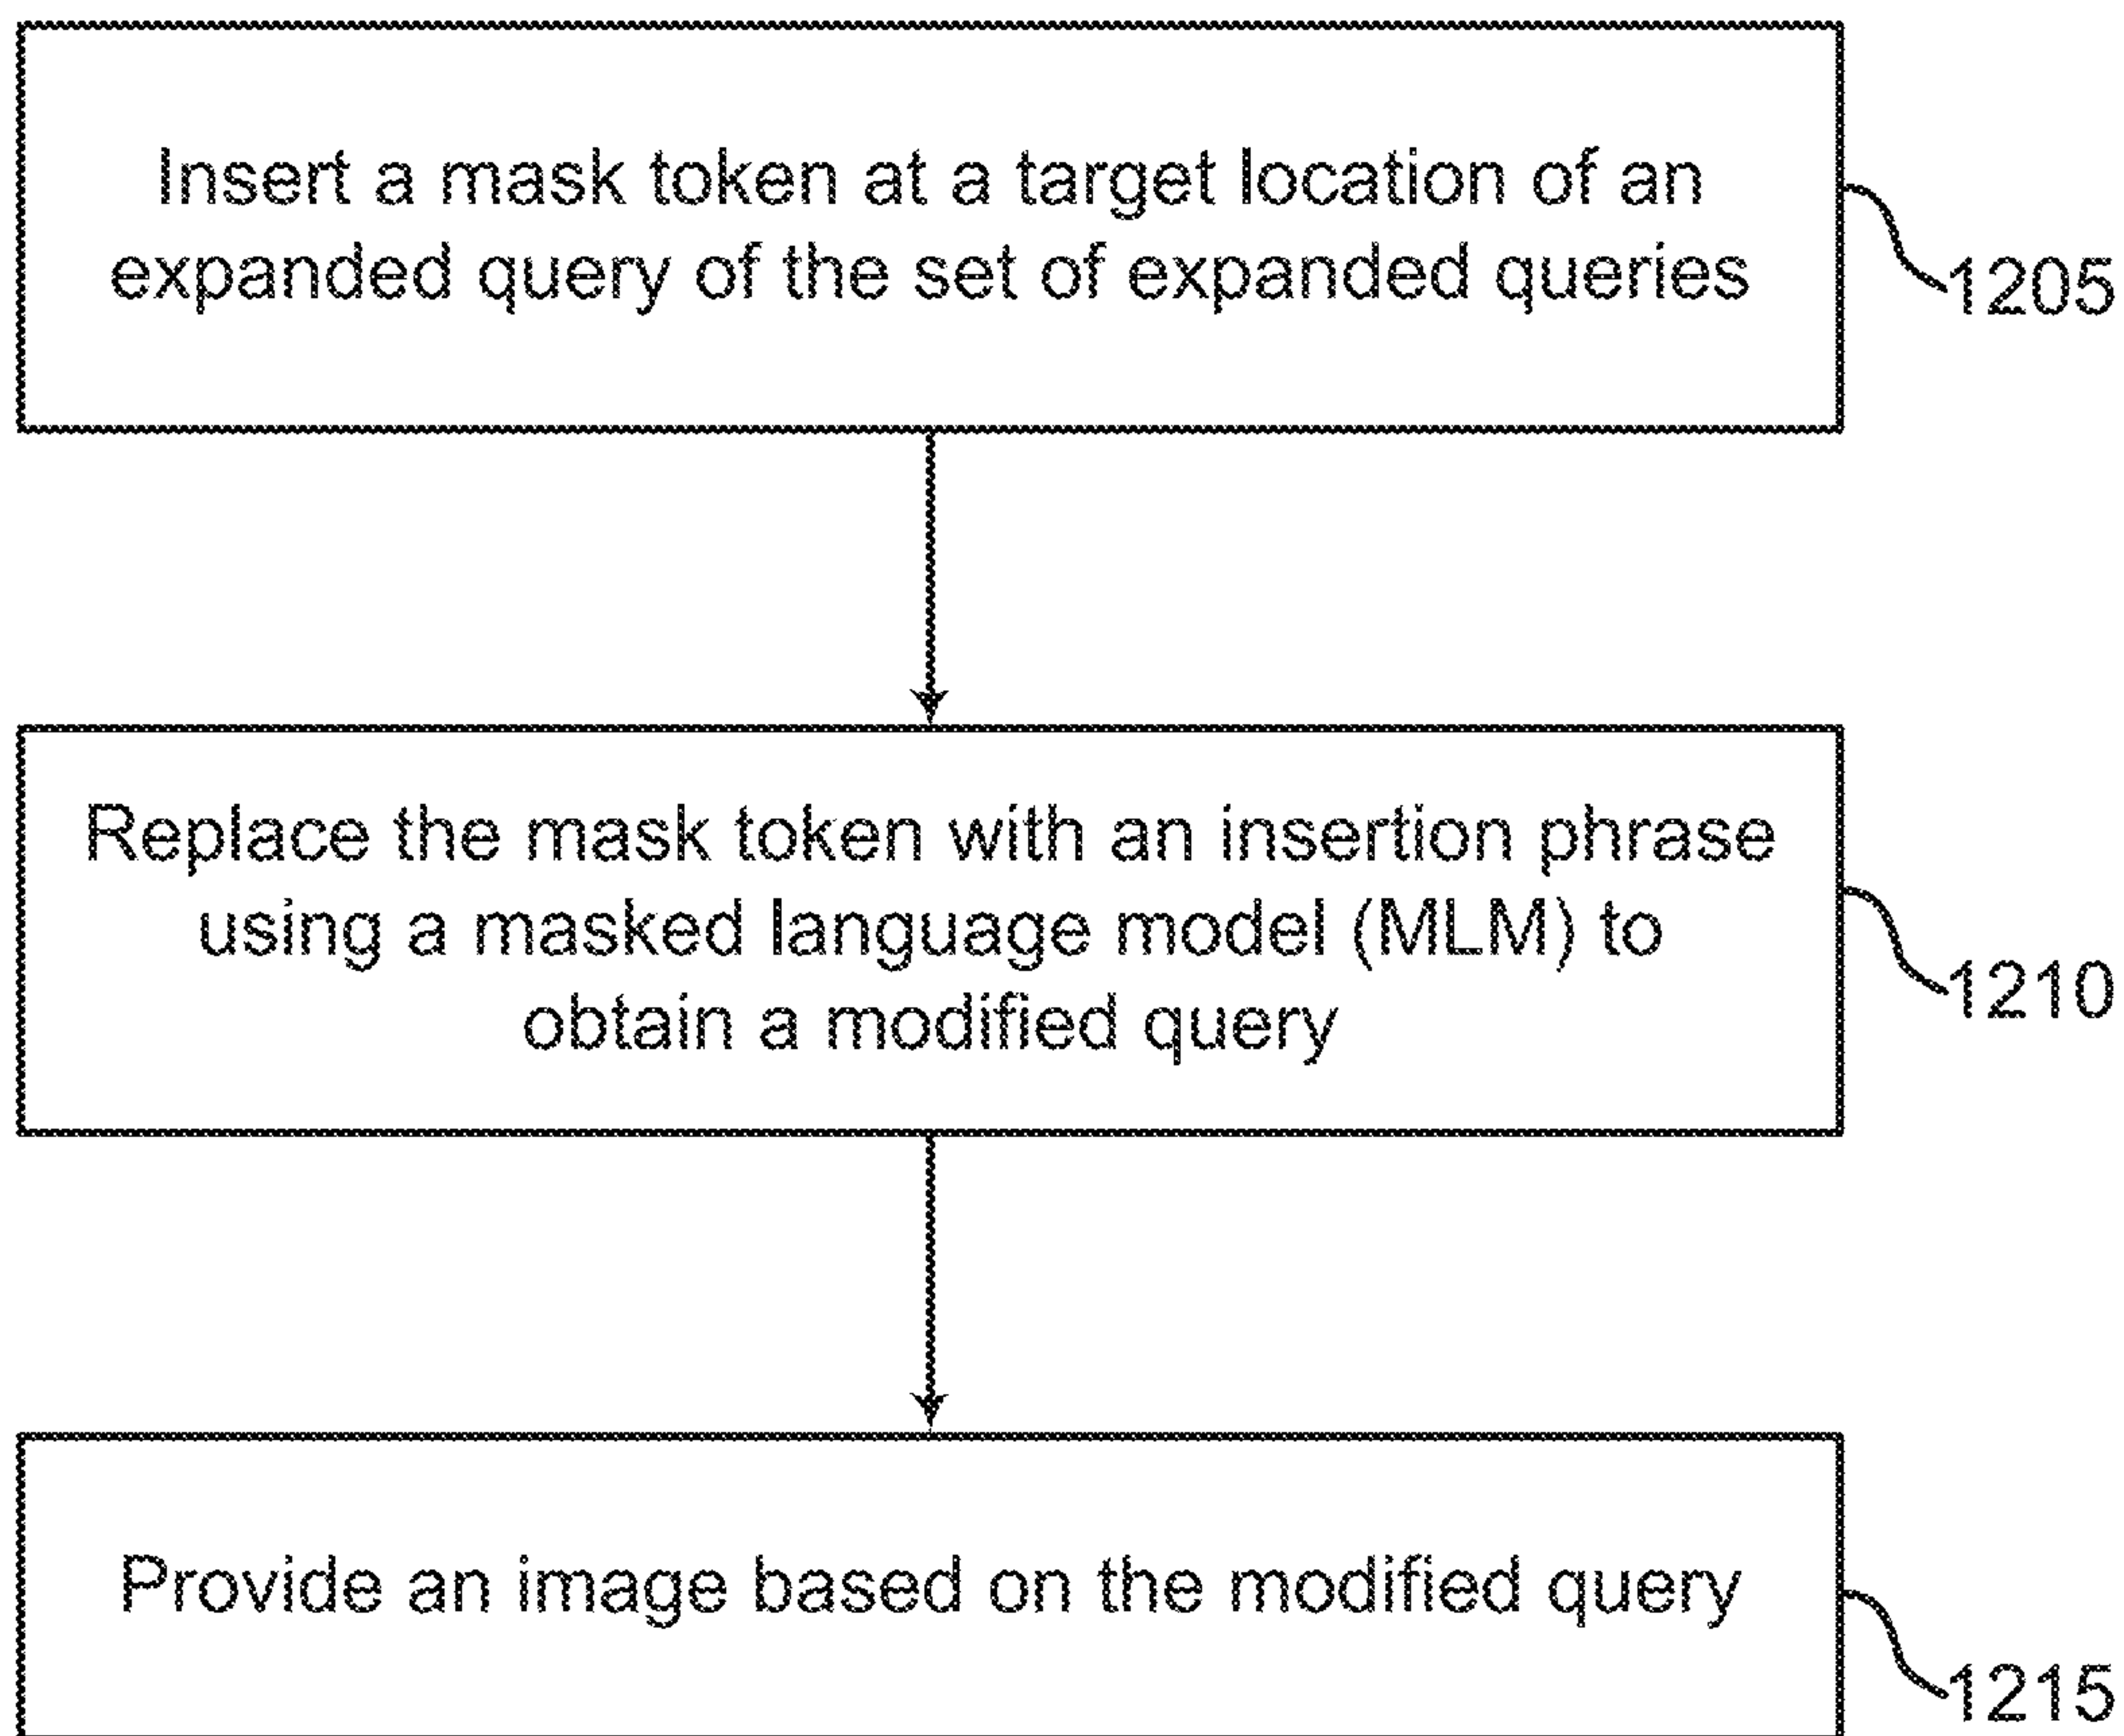 Insert a mask token at a target location of an
expanded query of the set of expanded queries
1205
Replace the mask token with an insertion phrase
using a masked language model (MLM) to
obtain a modified query
1210
Provide an image based on the modified query
1215